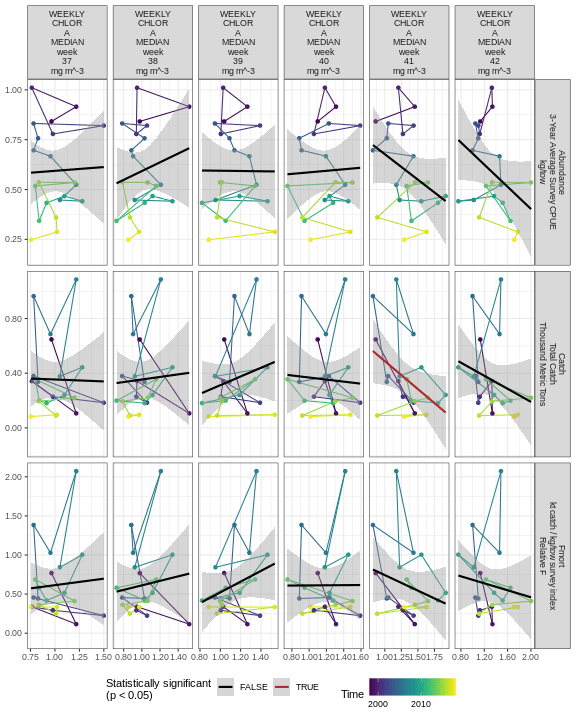 WEEKLY
CHLOR
A
MEDIAN
week
37
mg m^-3
WEEKLY
CHLOR
A
MEDIAN
week
38
mg m^-3
WEEKLY
CHLOR
A
MEDIAN
week
39
mg m^-3
WEEKLY
CHLOR
A
MEDIAN
week
40
mg m^-3
WEEKLY
CHLOR
A
MEDIAN
week
41
mg m^-3
WEEKLY
CHLOR
A
MEDIAN
week
42
mg m^-3
1.00
0.75
0.50
0.25
Abundance
3-Year Average Survey CPUE
kg/tow
0.80
0.40
0.00
Catch
Total Catch
Thousand Metric Tons
2.00
1.50
1.00
0.50
0.00
Fmort
kt catch / kg/tow survey index
Relative F
0.75 1.00 1.25 1.50
0.80 1.00 1.20 1.40
0.80 1.00 1.20 1.40
0.80 1.00 1.20 1.40 1.60
1.00 1.25 1.50 1.75
0.80 1.20 1.60 2.00
Statistically significant
(p < 0.05)
FALSE
TRUE
Time
2000 2010